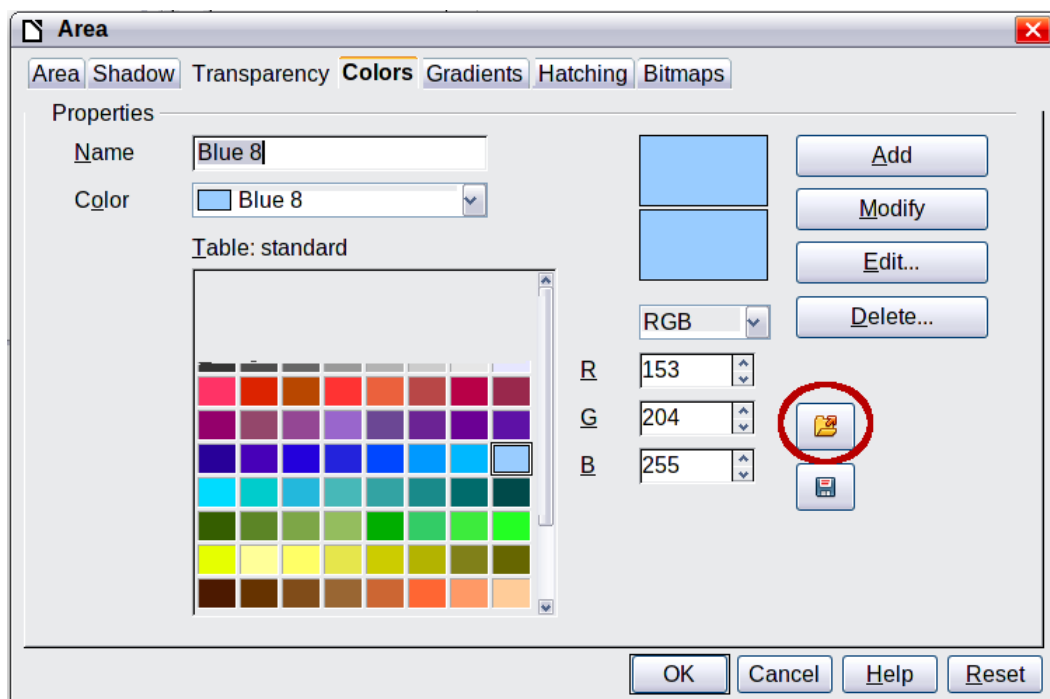 Area
Area Shadow Transparency Colors Gradients Hatching Bitmaps
Properties
Name Blue 8 Add
Color Blue 8 Modify
Table: standard Edit...
RGB Delete...
R 153
G 204
B 255
OK Cancel Help Reset